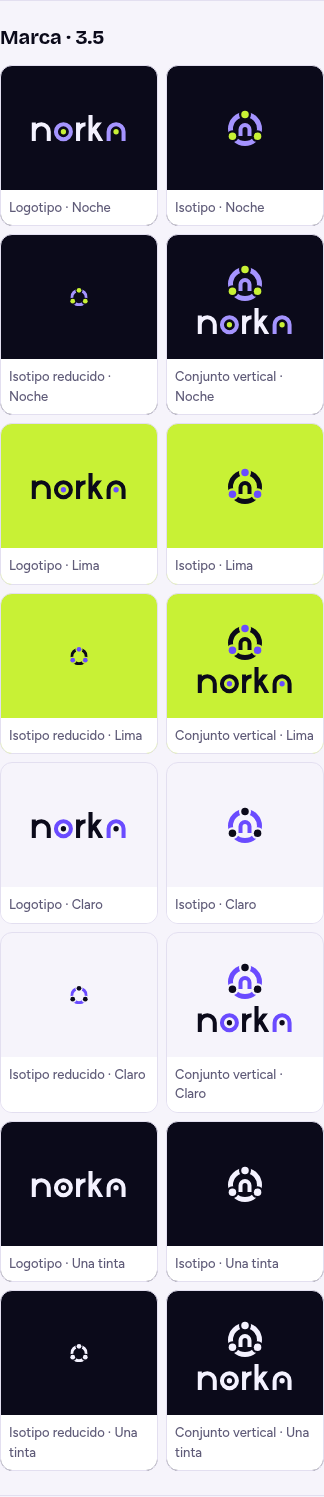 Marca · 3.5
norka
Logotipo · Noche
Isotipo · Noche
norka
Isotipo reducido ·
Noche
Conjunto vertical ·
Noche
norka
Logotipo · Lima
Isotipo · Lima
norka
Isotipo reducido · Lima
Conjunto vertical · Lima
norka
Logotipo · Claro
Isotipo · Claro
norka
Isotipo reducido · Claro
Conjunto vertical ·
Claro
norka
Logotipo · Una tinta
Isotipo · Una tinta
norka
Isotipo reducido · Una
tinta
Conjunto vertical · Una
tinta